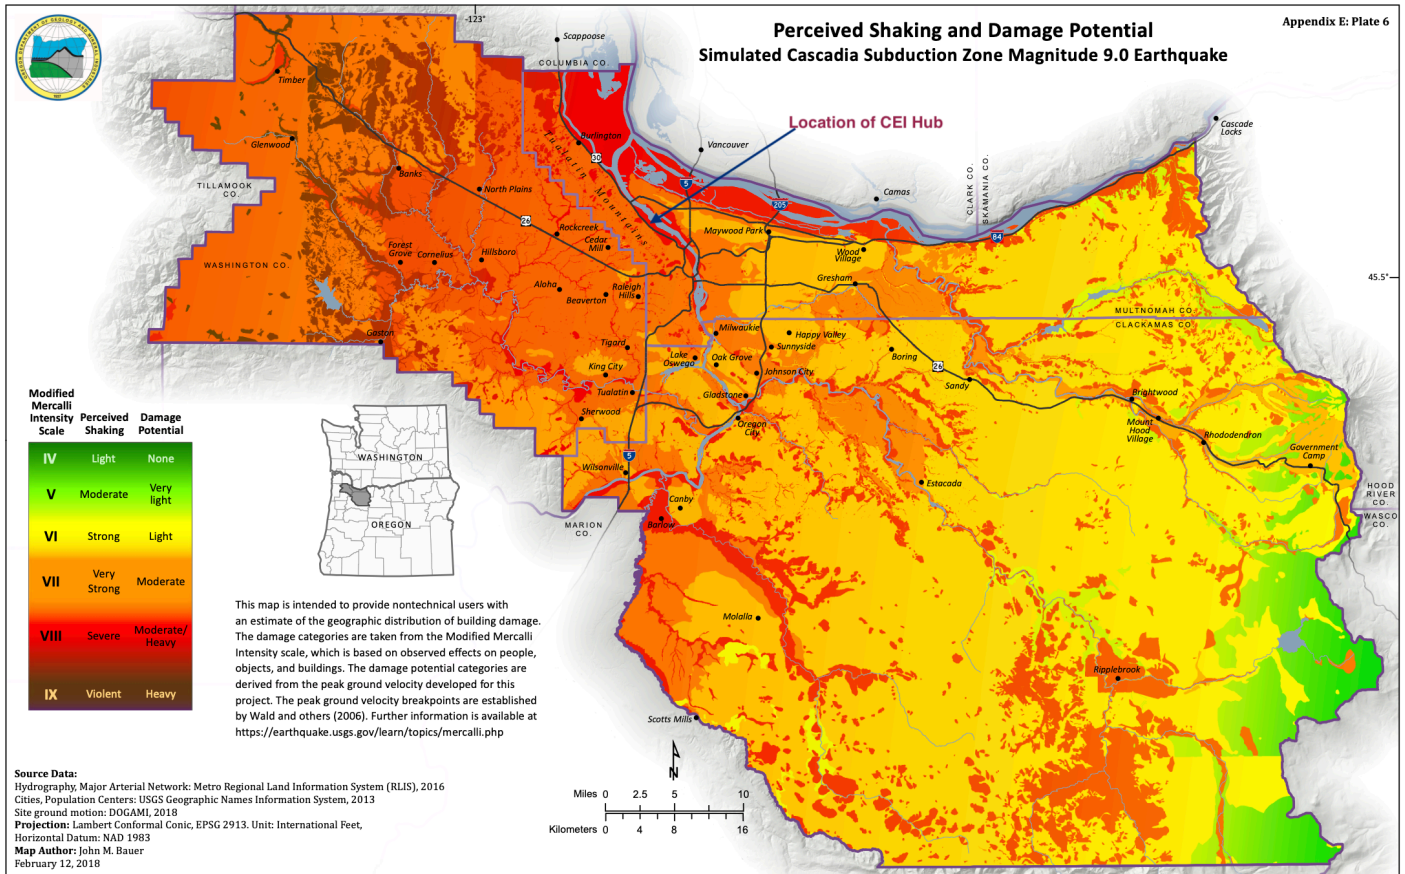 Appendix E: Plate 6
Perceived Shaking and Damage Potential
Simulated Cascadia Subduction Zone Magnitude 9.0 Earthquake
-123°
Scappoose
COLUMBIA CO.
Timber
Location of CEI Hub
Cascade
Locks
Burlington
Glenwood
30
Vancouver
Tualatin Mountains
Banks
CLARK CO.
SKAMANIA CO.
TILLAMOOK
CO.
North Plains
5
Camas
205
26
Rockcreek
Maywood Park
84
Cedar
Mill
Forest
Grove
Cornelius
Hillsboro
Wood
Village
WASHINGTON CO.
Gresham
45.5°
Aloha
Raleigh
Hills
Beaverton
MULTNOMAH CO.
CLACKAMAS CO.
Gaston
Milwaukie
Happy Valley
Tigard
Sunnyside
Lake
Oswego
Oak Grove
Boring
King City
Johnson City
26
Sandy
Tualatin
Gladstone
Brightwood
Sherwood
Oregon
City
Mount
Hood
Village
Rhododendron
Government
Camp
5
Wilsonville
Estacada
HOOD
RIVER
CO.
WASCO
CO.
Canby
MARION
CO.
Barlow
Molalla
Ripplebrook
Scotts Mills
Modified
Mercalli
Intensity
Scale
Perceived
Shaking
Damage
Potential
IV Light None
V Moderate Very
light
VI Strong Light
VII Very
Strong Moderate
VIII Severe Moderate/
Heavy
IX Violent Heavy
WASHINGTON
OREGON
This map is intended to provide nontechnical users with
an estimate of the geographic distribution of building damage.
The damage categories are taken from the Modified Mercalli
Intensity scale, which is based on observed effects on people,
objects, and buildings. The damage potential categories are
derived from the peak ground velocity developed for this
project. The peak ground velocity breakpoints are established
by Wald and others (2006). Further information is available at
https://earthquake.usgs.gov/learn/topics/mercalli.php
N
Miles 0 2.5 5 10
Kilometers 0 4 8 16
Source Data:
Hydrography, Major Arterial Network: Metro Regional Land Information System (RLIS), 2016
Cities, Population Centers: USGS Geographic Names Information System, 2013
Site ground motion: DOGAMI, 2018
Projection: Lambert Conformal Conic, EPSG 2913. Unit: International Feet,
Horizontal Datum: NAD 1983
Map Author: John M. Bauer
February 12, 2018